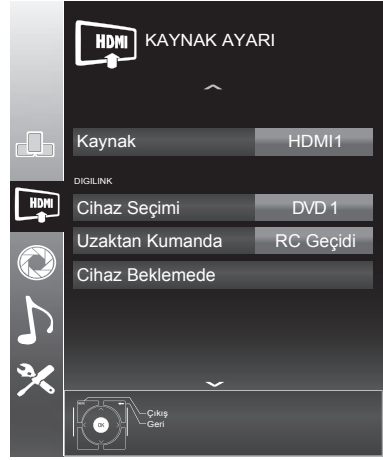 HDMI KAYNAK AYARI
Kaynak HDMI1
DIGILINK
HDMI
Cihaz Seçimi DVD 1
Uzaktan Kumanda RC Geçidi
Cihaz Beklemede
Çıkış
Geri
OK